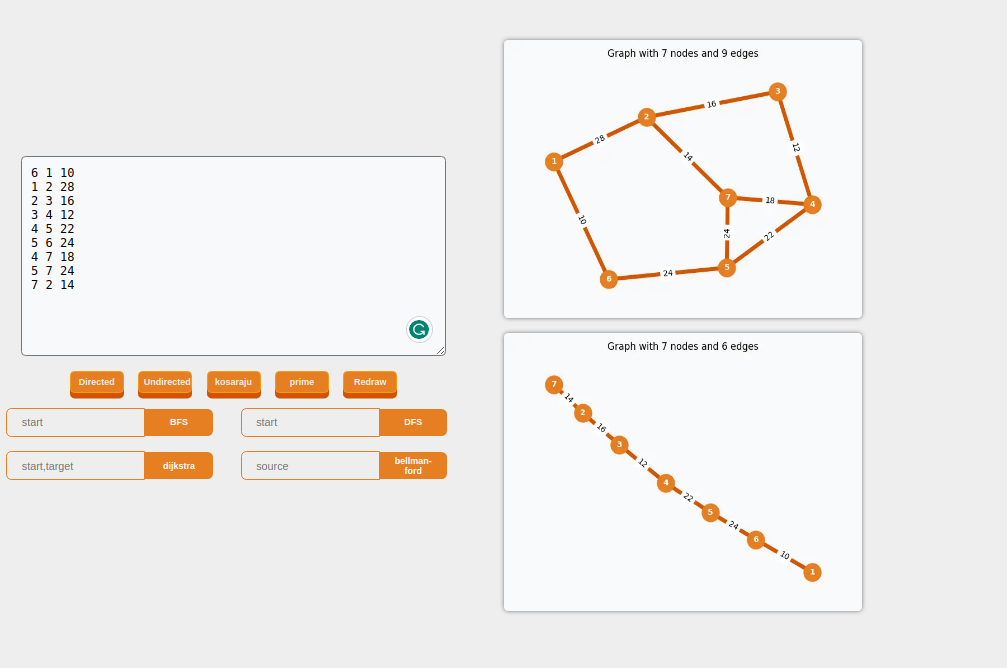 6 1 10
1 2 28
2 3 16
3 4 12
4 5 22
5 6 24
4 7 18
5 7 24
7 2 14
Directed
Undirected
kosaraju
prime
Redraw
start
BFS
start
DFS
start,target
dijkstra
source
bellman-
ford
Graph with 7 nodes and 9 edges
3
16
2
28
12
14
1
7
18
4
10
24
22
5
24
6
Graph with 7 nodes and 6 edges
7
14
2
16
3
12
4
22
5
24
6
10
1